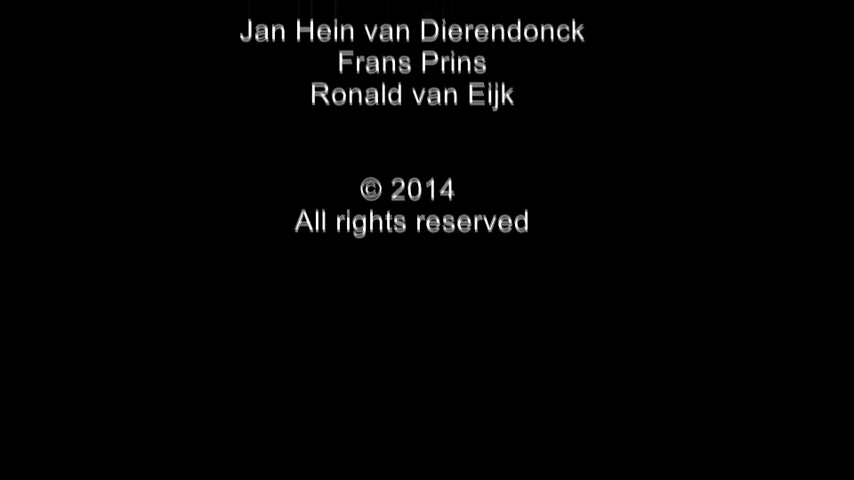 Jan Hein van Dierendonck
Frans Prins
Ronald van Eijk
© 2014
All rights reserved